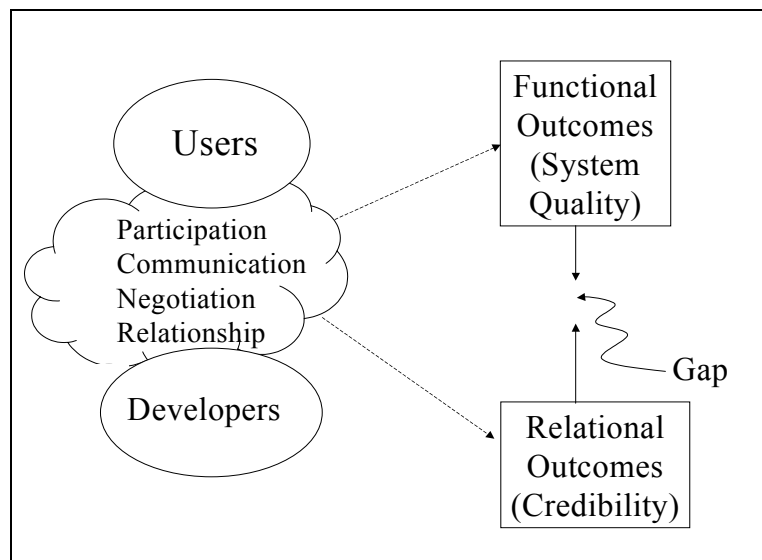 Users
Participation
Communication
Negotiation
Relationship
Developers
Functional
Outcomes
(System
Quality)
Gap
Relational
Outcomes
(Credibility)